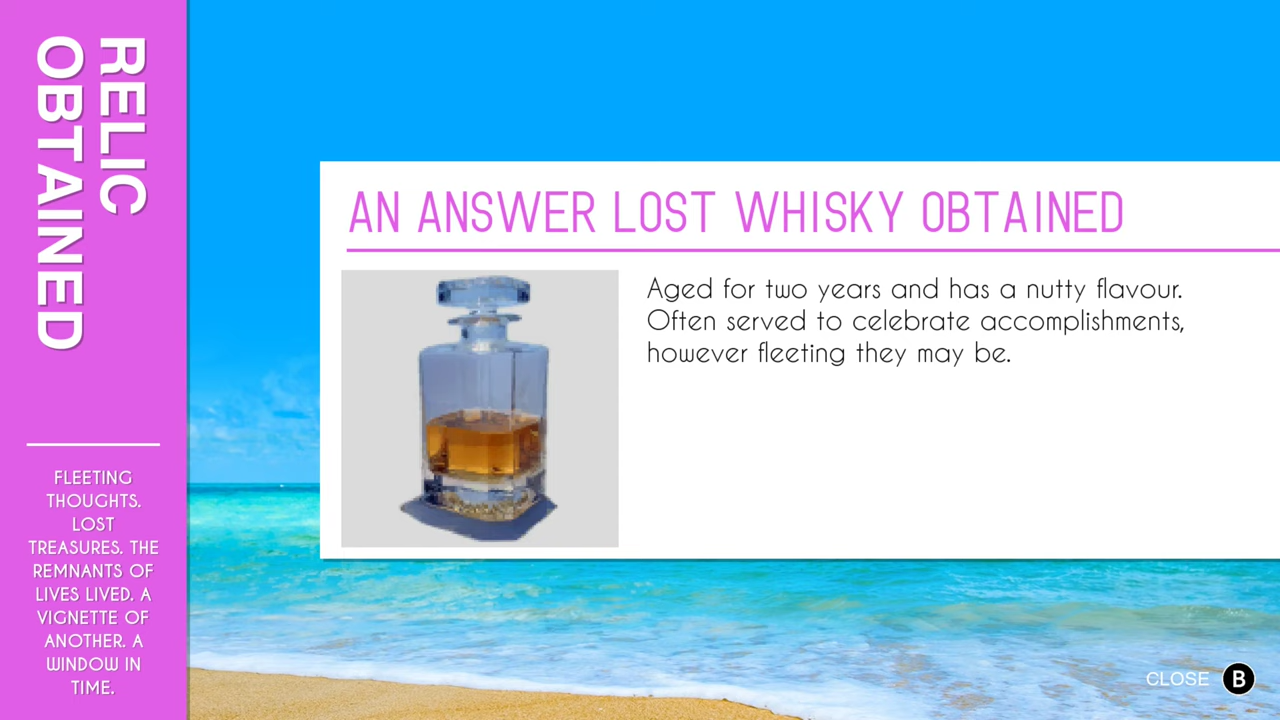 RELIC
OBTAINED
FLEETING
THOUGHTS.
LOST
TREASURES. THE
REMNANTS OF
LIVES LIVED. A
VIGNETTE OF
ANOTHER. A
WINDOW IN
TIME.
AN ANSWER LOST WHISKY OBTAINED
Aged for two years and has a nutty flavour.
Often served to celebrate accomplishments,
however fleeting they may be.
CLOSE B